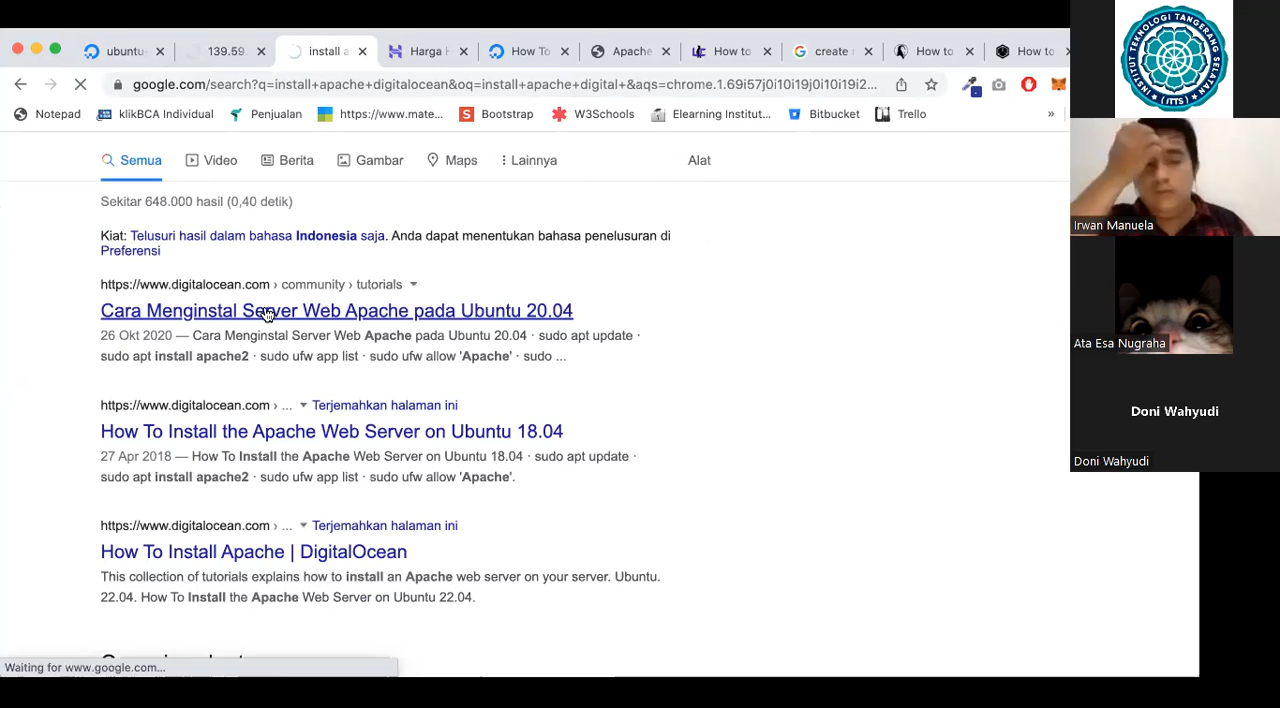 ubuntu-
139.59.
install a
Harga H
How To
Apache
How to
create
How to
How to
google.com/search?q=install+apache+digitalocean&oq=install+apache+digital+&aqs=chrome.1.69i57j0i10i19j0i10i19i2...
Notepad
klikBCA Individual
Penjualan
https://www.mate...
Bootstrap
W3Schools
Elearning Institut...
Bitbucket
Trello
»
Semua
Video
Berita
Gambar
Maps
Lainnya
Alat
Sekitar 648.000 hasil (0,40 detik)
Kiat: Telusuri hasil dalam bahasa Indonesia saja. Anda dapat menentukan bahasa penelusuran di
Preferensi
https://www.digitalocean.com › community › tutorials
Cara Menginstal Server Web Apache pada Ubuntu 20.04
26 Okt 2020 — Cara Menginstal Server Web Apache pada Ubuntu 20.04 · sudo apt update ·
sudo apt install apache2 · sudo ufw app list · sudo ufw allow 'Apache' · sudo ...
https://www.digitalocean.com › ... Terjemahkan halaman ini
How To Install the Apache Web Server on Ubuntu 18.04
27 Apr 2018 — How To Install the Apache Web Server on Ubuntu 18.04 · sudo apt update ·
sudo apt install apache2 · sudo ufw app list · sudo ufw allow 'Apache'.
https://www.digitalocean.com › ... Terjemahkan halaman ini
How To Install Apache | DigitalOcean
This collection of tutorials explains how to install an Apache web server on your server. Ubuntu.
22.04. How To Install the Apache Web Server on Ubuntu 22.04.
Waiting for www.google.com...
INSTITUT TEKNOLOGI TANGERANG SELATAN
(ITTS)
Irwan Manuela
Ata Esa Nugraha
Doni Wahyudi
Doni Wahyudi